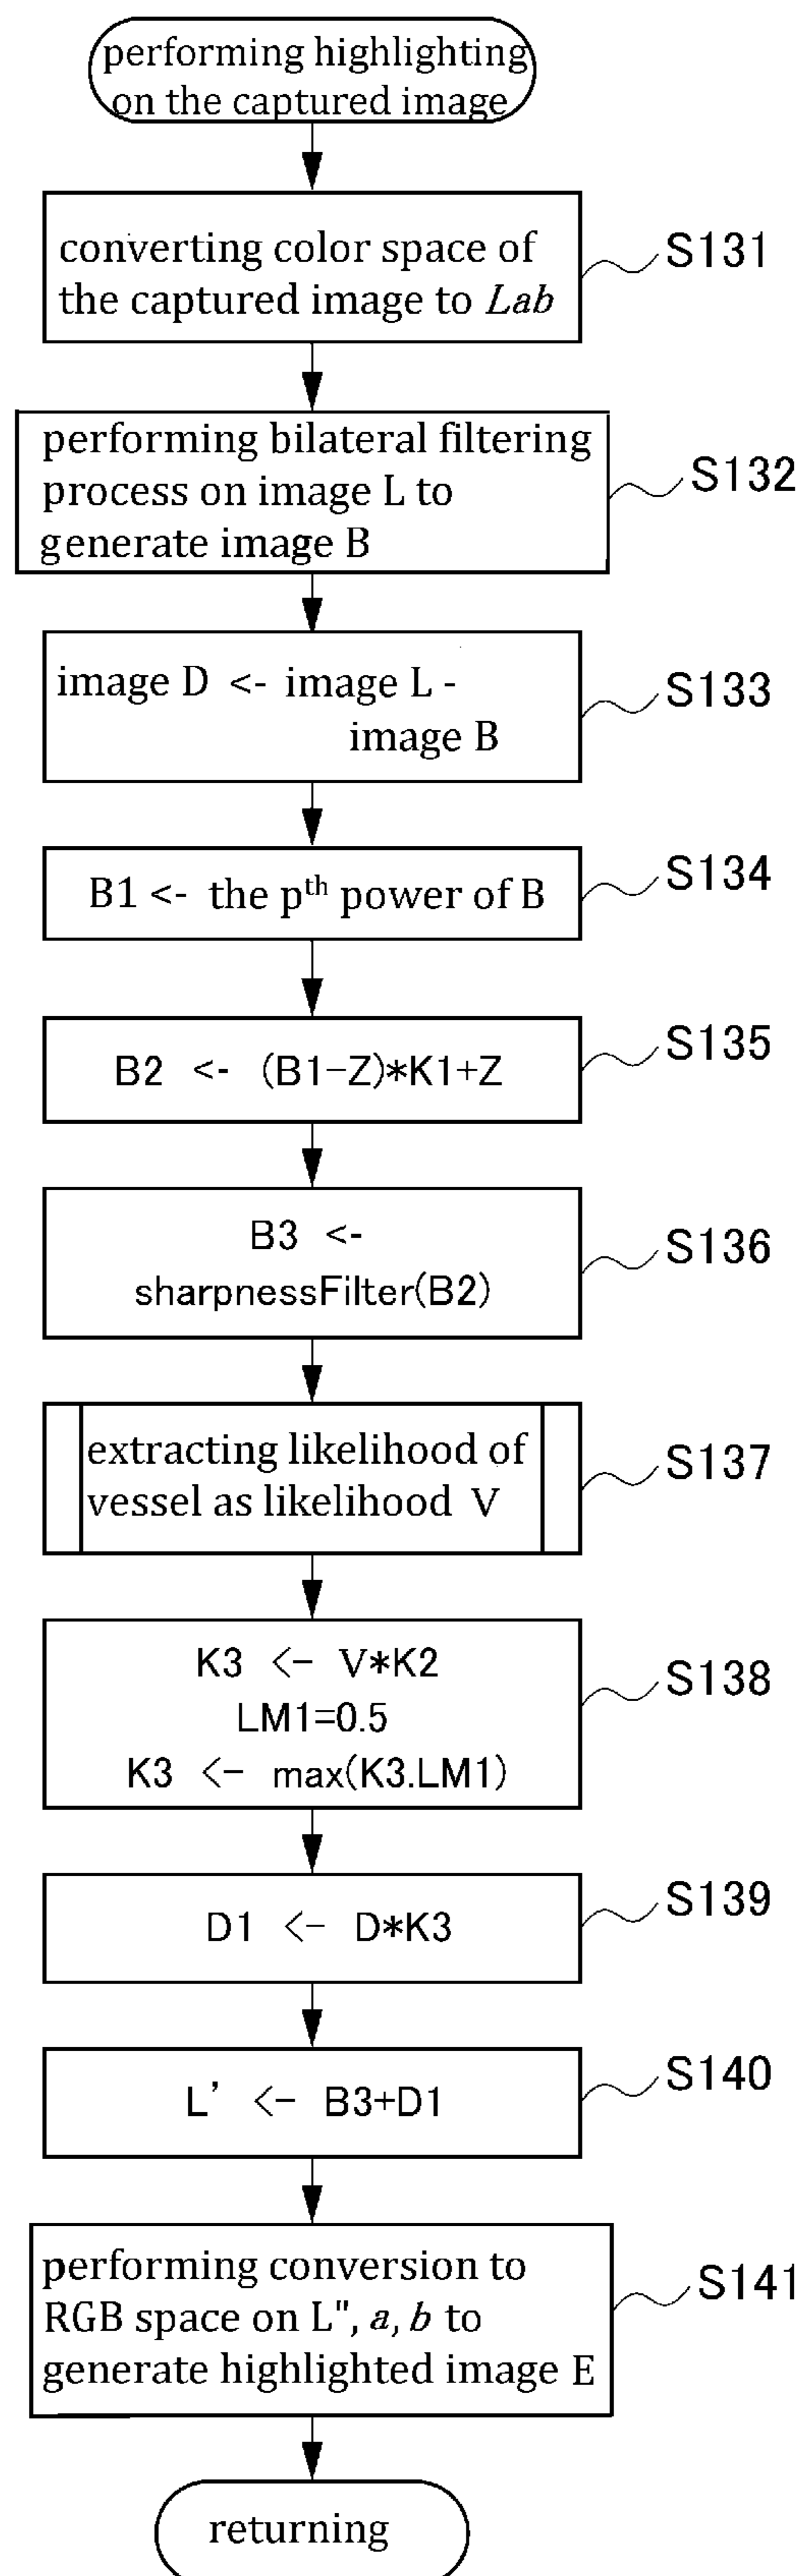 performing highlighting
on the captured image
converting color space of
the captured image to Lab
S131
performing bilateral filtering
process on image L to
generate image B
S132
image D <- image L -
image B
S133
B1 <- the pth power of B
S134
B2 <- (B1-Z)*K1+Z
S135
B3 <-
sharpnessFilter(B2)
S136
extracting likelihood of
vessel as likelihood V
S137
K3 <- V*K2
LM1=0.5
K3 <- max(K3.LM1)
S138
D1 <- D*K3
S139
L' <- B3+D1
S140
performing conversion to
RGB space on L", a, b to
generate highlighted image E
S141
returning